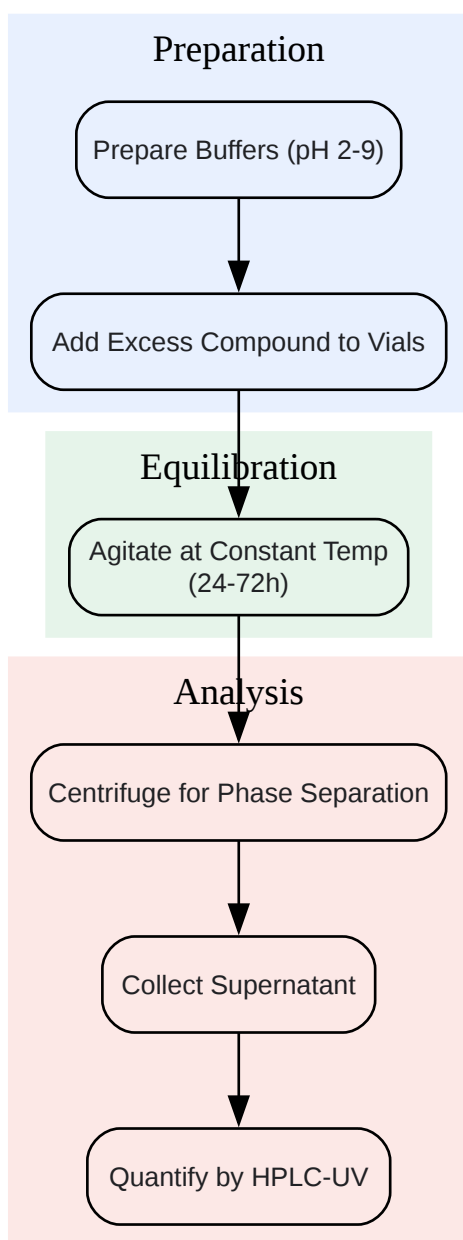 Preparation
Prepare Buffers (pH 2-9)
Add Excess Compound to Vials
Equilibration
Agitate at Constant Temp
(24-72h)
Analysis
Centrifuge for Phase Separation
Collect Supernatant
Quantify by HPLC-UV